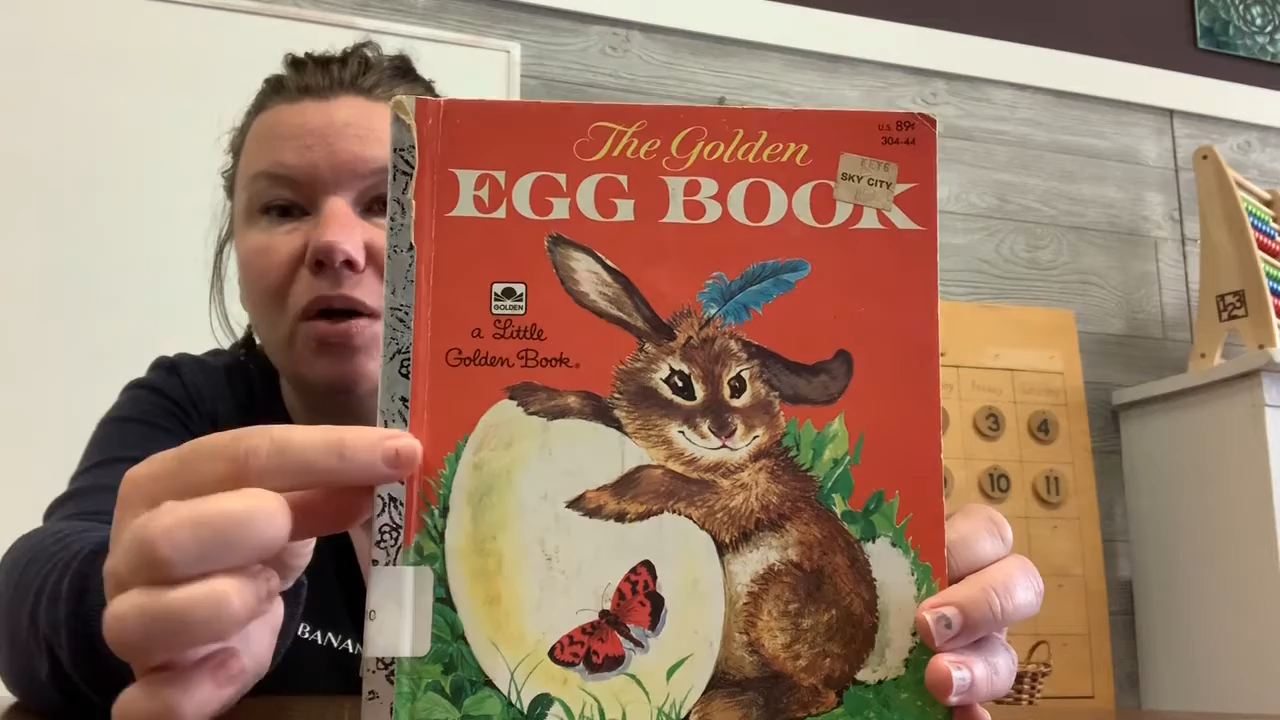 The Golden
EGG BOOK
U.S. 89¢
304-44
SKY CITY
GOLDEN
a Little
Golden Book®
BANAN
3
4
10
11
123